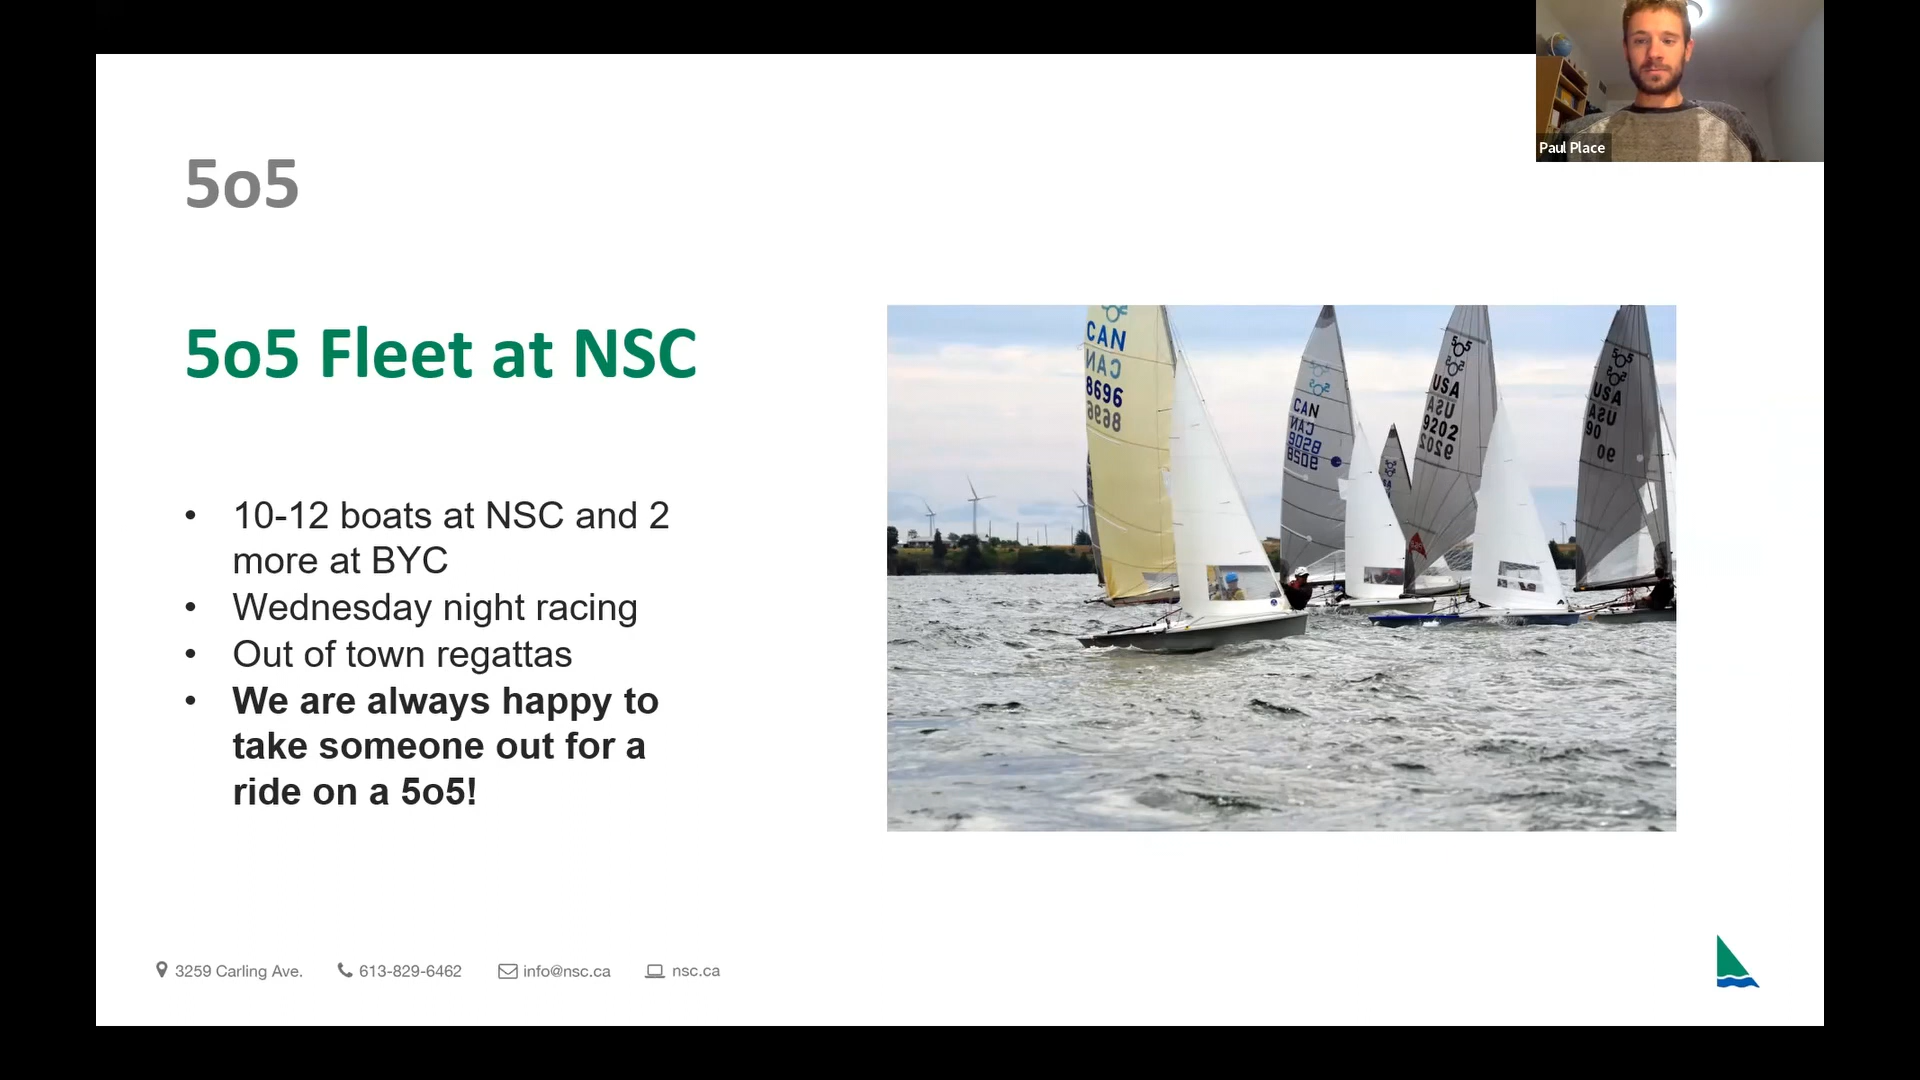 Paul Place
5o5
5o5 Fleet at NSC
• 10-12 boats at NSC and 2
more at BYC
• Wednesday night racing
• Out of town regattas
• We are always happy to
take someone out for a
ride on a 5o5!
CAN
8696
CAN
USA
9202
USA
90
3259 Carling Ave. 613-829-6462 info@nsc.ca nsc.ca